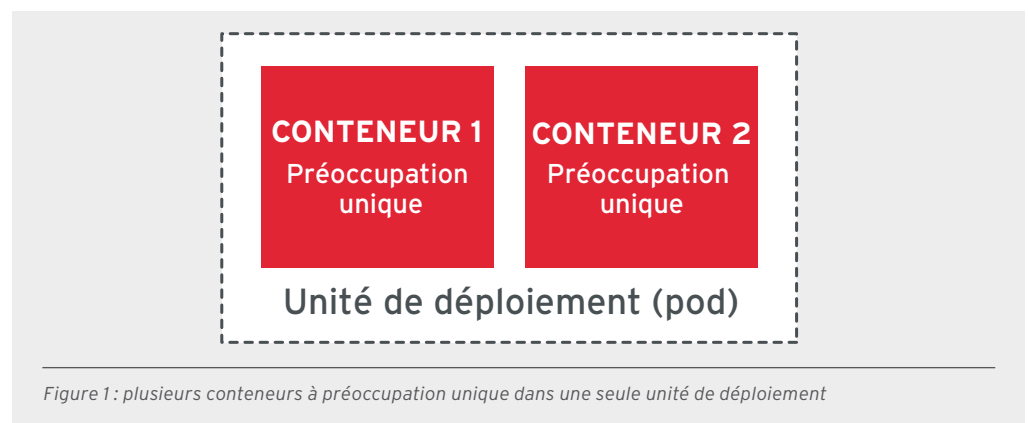 CONTENEUR 1
Préoccupation
unique
CONTENEUR 2
Préoccupation
unique
Unité de déploiement (pod)
Figure 1 : plusieurs conteneurs à préoccupation unique dans une seule unité de déploiement